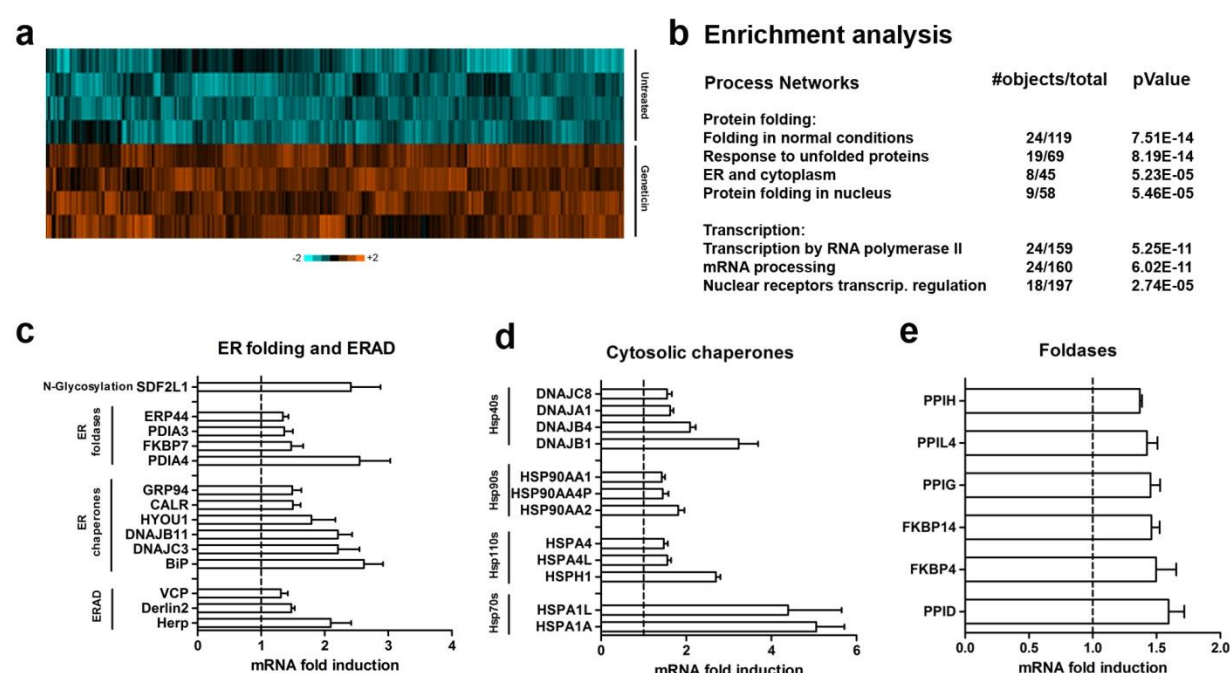 a
Untreated
Geneticin
-2 +2
b Enrichment analysis
Process Networks #objects/total pValue
Protein folding:
Folding in normal conditions 24/119 7.51E-14
Response to unfolded proteins 19/69 8.19E-14
ER and cytoplasm 8/45 5.23E-05
Protein folding in nucleus 9/58 5.46E-05
Transcription:
Transcription by RNA polymerase II 24/159 5.25E-11
mRNA processing 24/160 6.02E-11
Nuclear receptors transcrip. regulation 18/197 2.74E-05
c
ER folding and ERAD
N-Glycosylation SDF2L1
ER foldases
ERP44
PDIA3
FKBP7
PDIA4
ER chaperones
GRP94
CALR
HYOU1
DNAJB11
DNAJC3
BiP
ERAD
VCP
Derlin2
Herp
0 1 2 3 4
mRNA fold induction
d
Cytosolic chaperones
Hsp40s
DNAJC8
DNAJA1
DNAJB4
DNAJB1
Hsp90s
HSP90AA1
HSP90AA4P
HSP90AA2
Hsp110s
HSPA4
HSPA4L
HSPH1
Hsp70s
HSPA1L
HSPA1A
0 2 4 6
mRNA fold induction
e
Foldases
PPIH
PPIL4
PPIG
FKBP14
FKBP4
PPID
0.0 0.5 1.0 1.5 2.0
mRNA fold induction